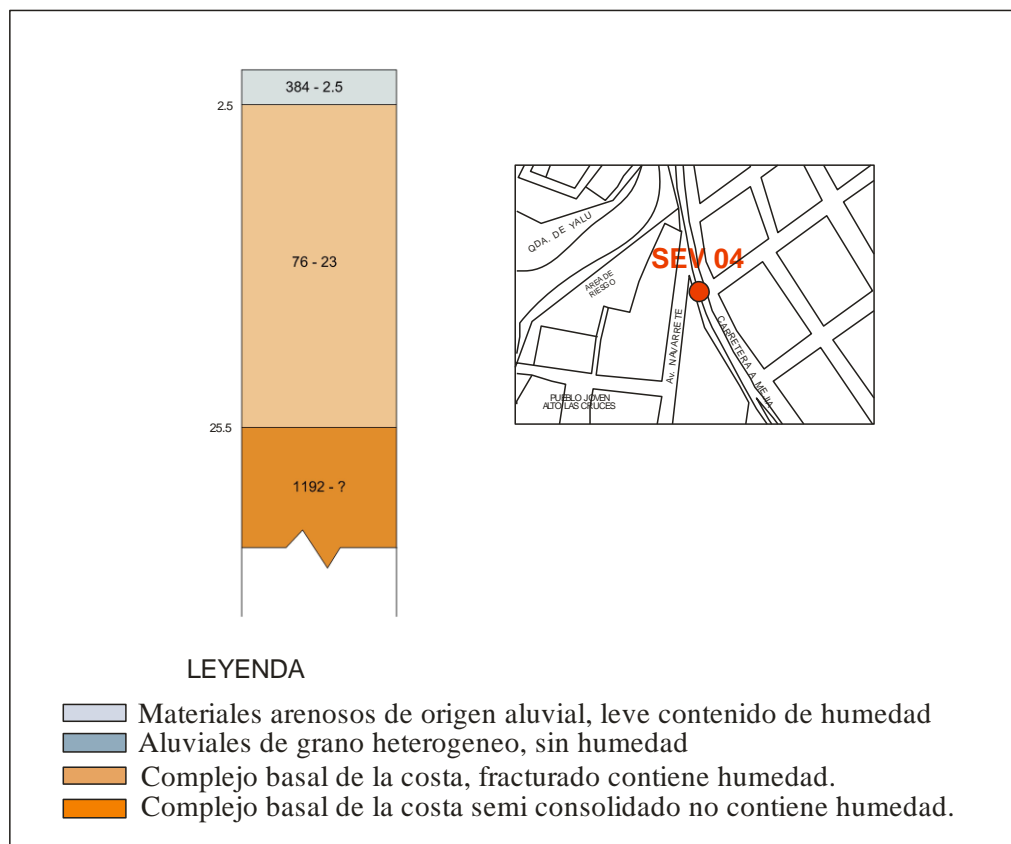 384 - 2.5
2.5
76 - 23
25.5
1192 - ?
QDA. DE YALU
SEV 04
AREA DE
RIESGO
Av. NAVARRETE
CARRETERA A MEJIA
PUEBLO JOVEN
ALTO LAS CRUCES
LEYENDA
Materiales arenosos de origen aluvial, leve contenido de humedad
Aluviales de grano heterogeneo, sin humedad
Complejo basal de la costa, fracturado contiene humedad.
Complejo basal de la costa semi consolidado no contiene humedad.